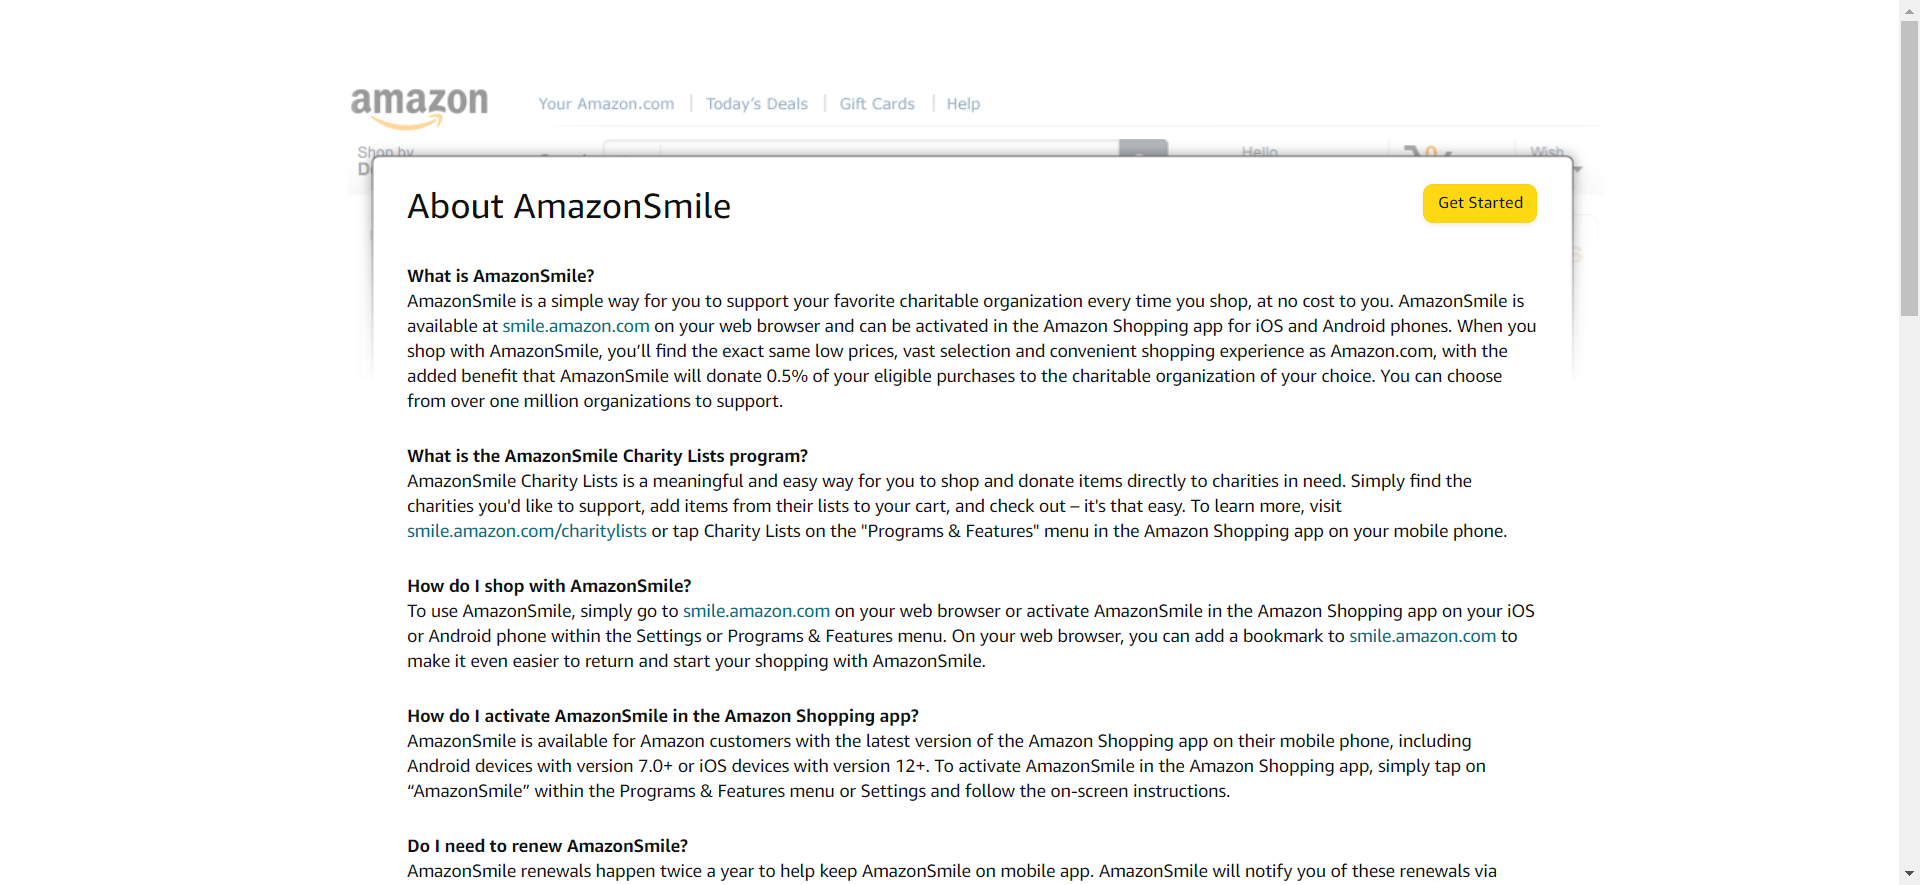 amazon
Your Amazon.com | Today's Deals | Gift Cards | Help
Shop by
Hello
Wish
About AmazonSmile
Get Started
What is AmazonSmile?
AmazonSmile is a simple way for you to support your favorite charitable organization every time you shop, at no cost to you. AmazonSmile is
available at smile.amazon.com on your web browser and can be activated in the Amazon Shopping app for iOS and Android phones. When you
shop with AmazonSmile, you’ll find the exact same low prices, vast selection and convenient shopping experience as Amazon.com, with the
added benefit that AmazonSmile will donate 0.5% of your eligible purchases to the charitable organization of your choice. You can choose
from over one million organizations to support.
What is the AmazonSmile Charity Lists program?
AmazonSmile Charity Lists is a meaningful and easy way for you to shop and donate items directly to charities in need. Simply find the
charities you'd like to support, add items from their lists to your cart, and check out – it's that easy. To learn more, visit
smile.amazon.com/charitylists or tap Charity Lists on the "Programs & Features" menu in the Amazon Shopping app on your mobile phone.
How do I shop with AmazonSmile?
To use AmazonSmile, simply go to smile.amazon.com on your web browser or activate AmazonSmile in the Amazon Shopping app on your iOS
or Android phone within the Settings or Programs & Features menu. On your web browser, you can add a bookmark to smile.amazon.com to
make it even easier to return and start your shopping with AmazonSmile.
How do I activate AmazonSmile in the Amazon Shopping app?
AmazonSmile is available for Amazon customers with the latest version of the Amazon Shopping app on their mobile phone, including
Android devices with version 7.0+ or iOS devices with version 12+. To activate AmazonSmile in the Amazon Shopping app, simply tap on
“AmazonSmile” within the Programs & Features menu or Settings and follow the on-screen instructions.
Do I need to renew AmazonSmile?
AmazonSmile renewals happen twice a year to help keep AmazonSmile on mobile app. AmazonSmile will notify you of these renewals via